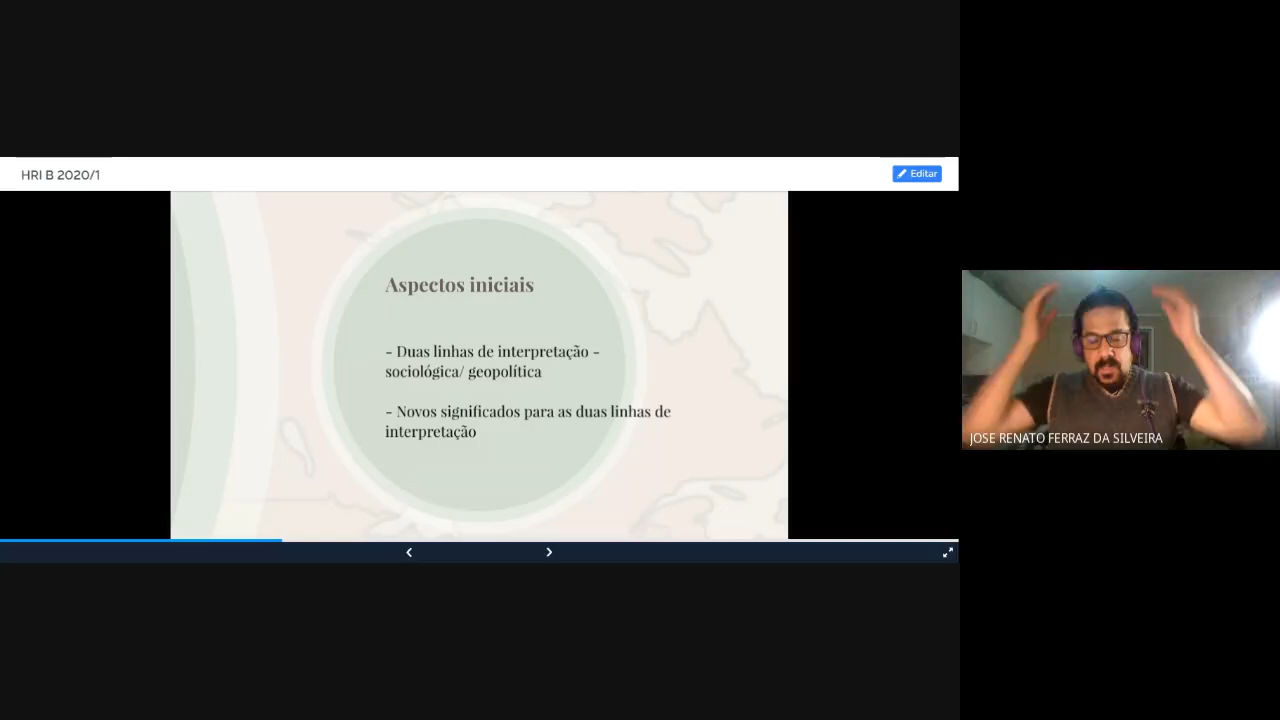 HRI B 2020/1
Editar
Aspectos iniciais
- Duas linhas de interpretação -
sociológica/ geopolítica
- Novos significados para as duas linhas de
interpretação
JOSE RENATO FERRAZ DA SILVEIRA